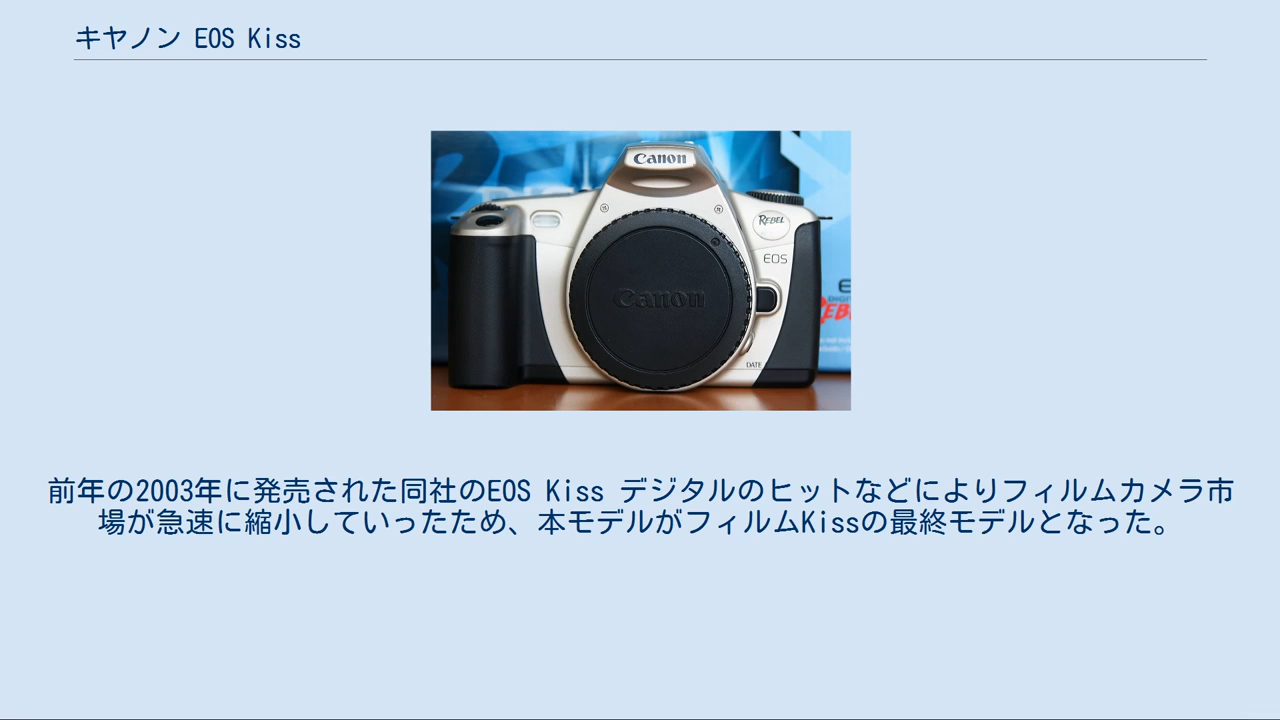 キヤノン EOS Kiss
Canon
REBEL
EOS
Canon
DATE
前年の2003年に発売された同社のEOS Kiss デジタルのヒットなどによりフィルムカメラ市
場が急速に縮小していったため、本モデルがフィルムKissの最終モデルとなった。